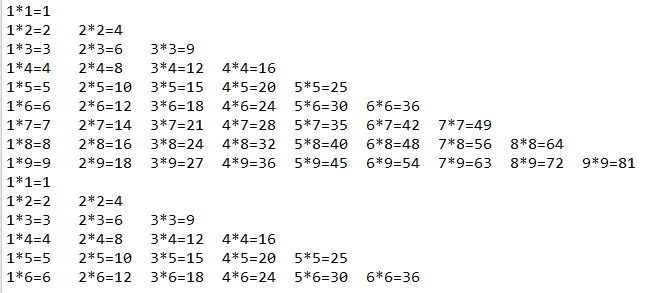 1*1=1
1*2=2 2*2=4
1*3=3 2*3=6 3*3=9
1*4=4 2*4=8 3*4=12 4*4=16
1*5=5 2*5=10 3*5=15 4*5=20 5*5=25
1*6=6 2*6=12 3*6=18 4*6=24 5*6=30 6*6=36
1*7=7 2*7=14 3*7=21 4*7=28 5*7=35 6*7=42 7*7=49
1*8=8 2*8=16 3*8=24 4*8=32 5*8=40 6*8=48 7*8=56 8*8=64
1*9=9 2*9=18 3*9=27 4*9=36 5*9=45 6*9=54 7*9=63 8*9=72 9*9=81
1*1=1
1*2=2 2*2=4
1*3=3 2*3=6 3*3=9
1*4=4 2*4=8 3*4=12 4*4=16
1*5=5 2*5=10 3*5=15 4*5=20 5*5=25
1*6=6 2*6=12 3*6=18 4*6=24 5*6=30 6*6=36